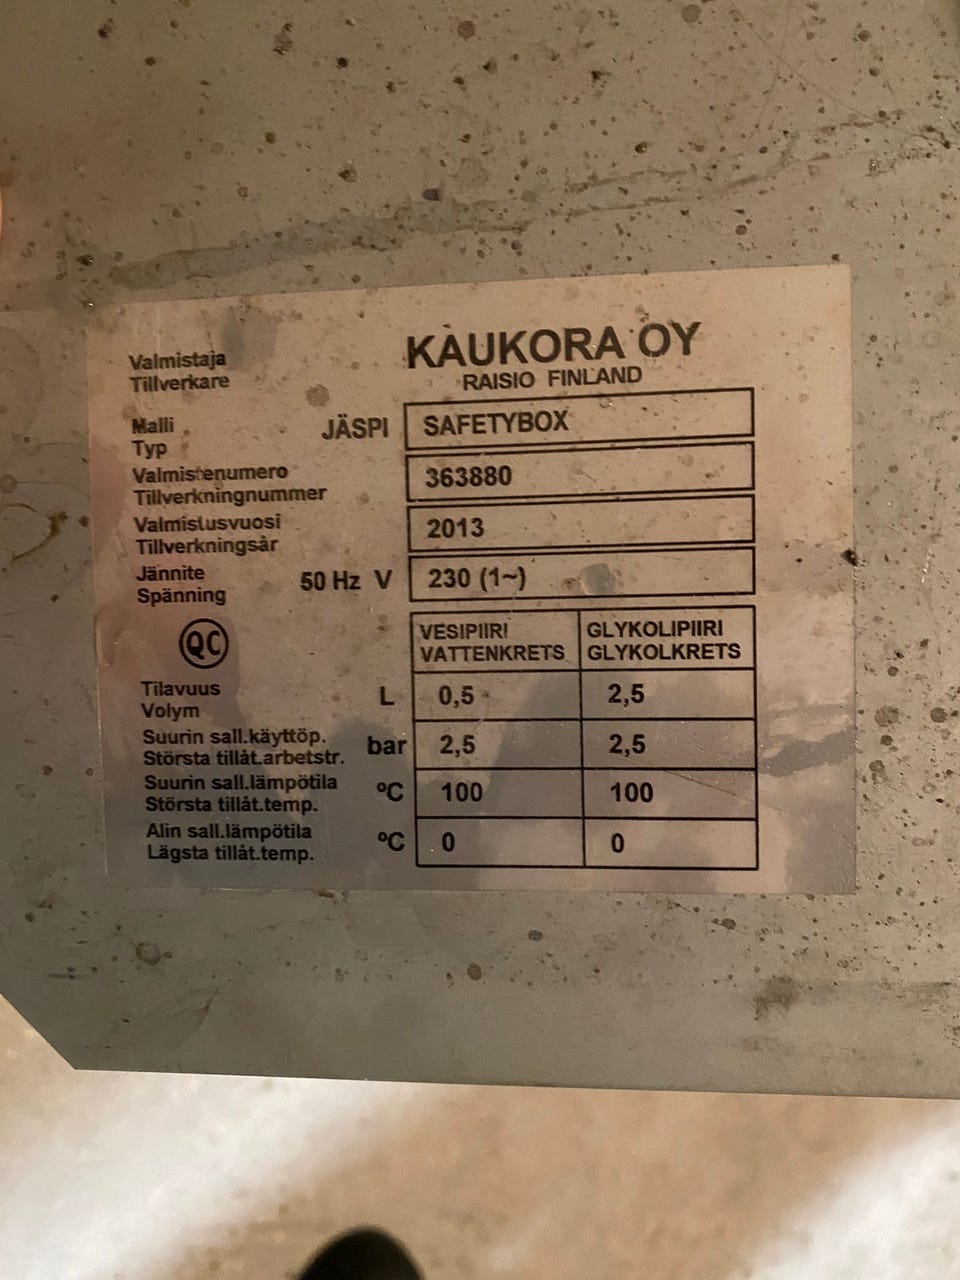 Valmistaja
Tillverkare
KAUKORA OY
RAISIO FINLAND
Malli
Typ
JÄSPI
SAFETYBOX
Valmistenumero
Tillverkningnummer
363880
Valmistusvuosi
Tillverkningsår
2013
Jännite
Spänning
50 Hz V
230 (1~)
QC
VESIPIIRI
VATTENKRETS
GLYKOLIPIIRI
GLYKOLKRETS
Tilavuus
Volym
L
0,5
2,5
Suurin sall.käyttöp.
Största tillåt.arbetstr.
bar
2,5
2,5
Suurin sall.lämpötila
Största tillåt.temp.
ºC
100
100
Alin sall.lämpötila
Lägsta tillåt.temp.
ºC
0
0